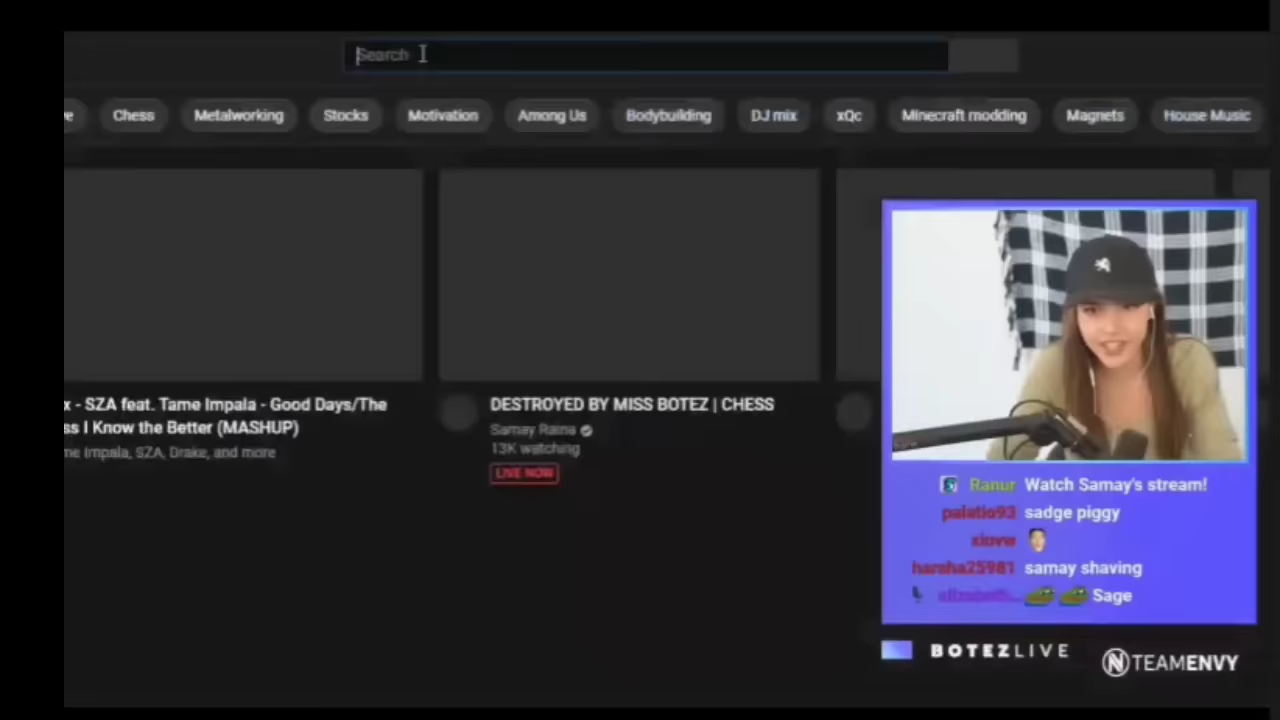 Search
Chess Metalworking Stocks Motivation Among Us Bodybuilding DJ mix xQc Minecraft modding Magnets House Music
x - SZA feat. Tame Impala - Good Days/The
ss I Know the Better (MASHUP)
me Impala, SZA, Drake, and more
DESTROYED BY MISS BOTEZ | CHESS
Samay Raina
13K watching
LIVE NOW
Ranur Watch Samay's stream!
palatio93 sadge piggy
harsha25981 samay shaving
Sage
BOTEZLIVE
TEAMENVY